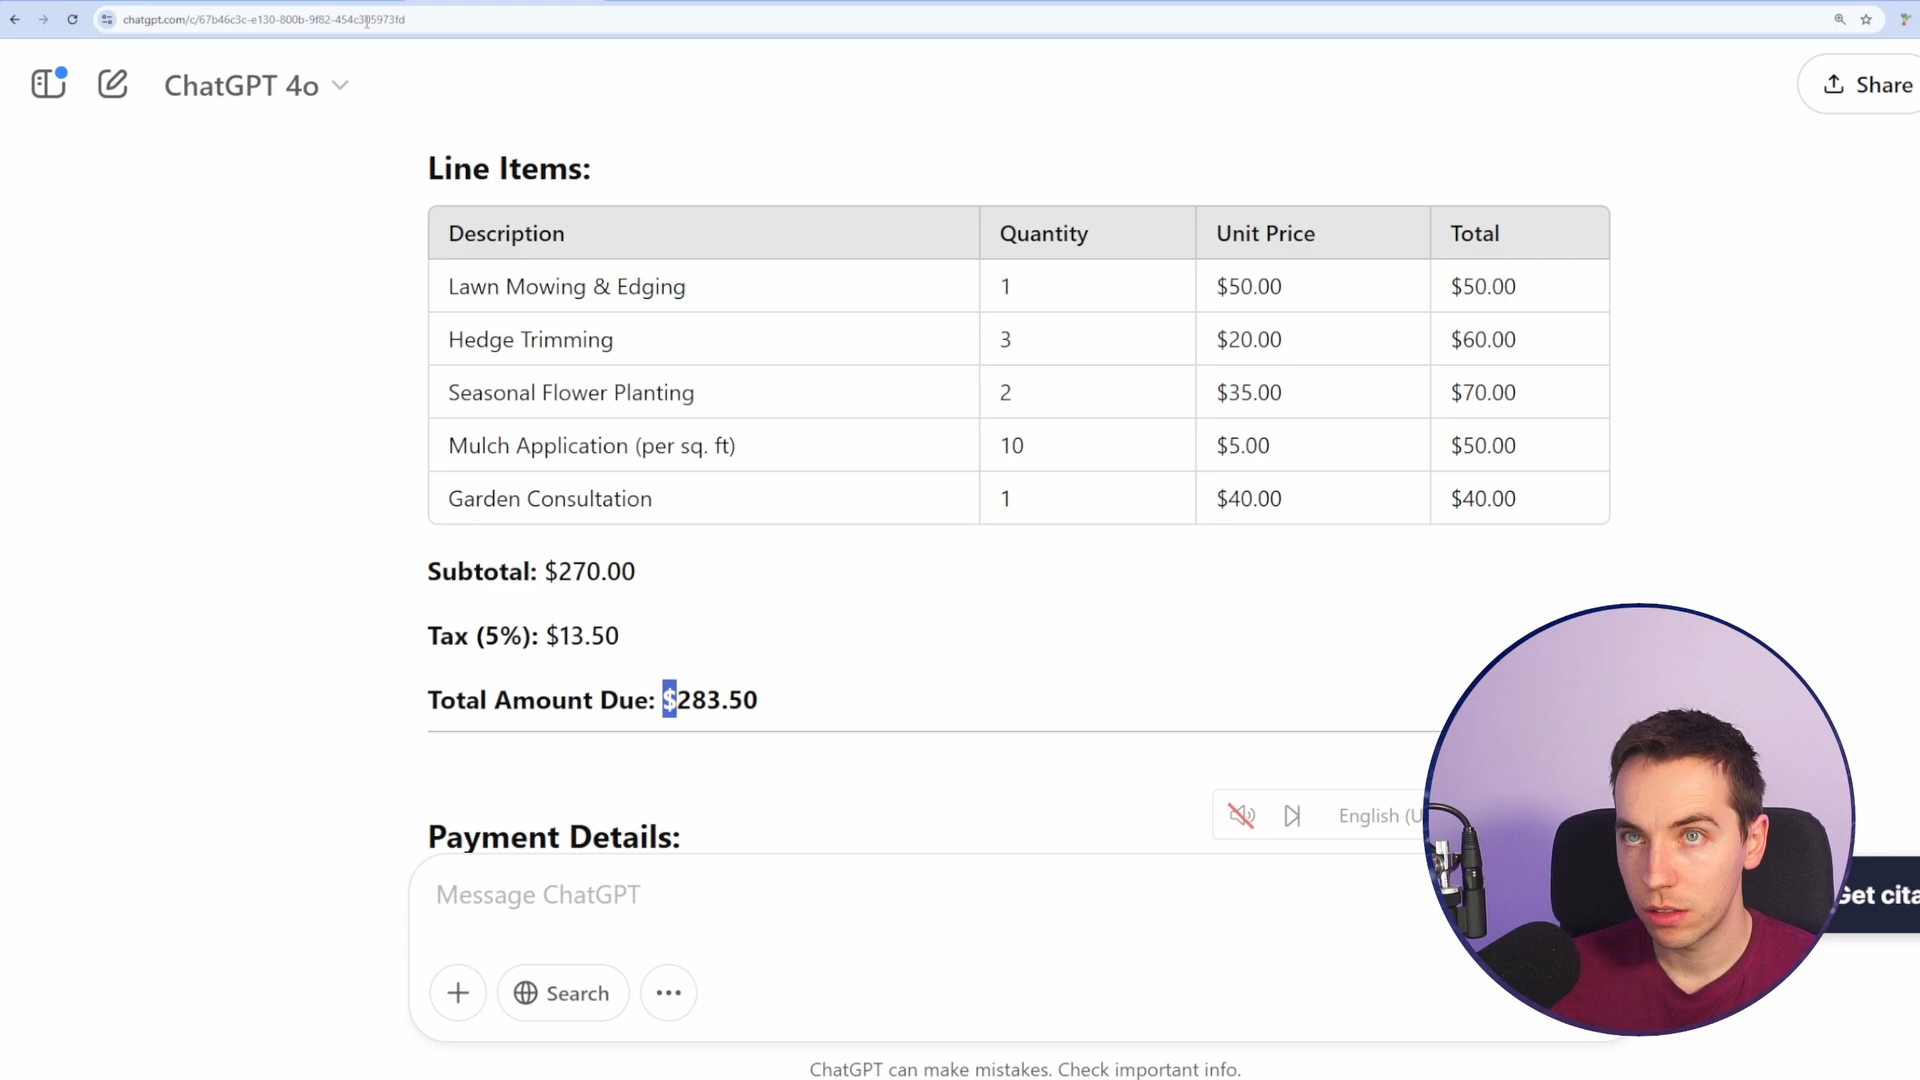 chatgpt.com/c/67b46c3c-e130-800b-9f82-454c305973fd
ChatGPT 4o
Share
Line Items:
Description Quantity Unit Price Total
Lawn Mowing & Edging 1 $50.00 $50.00
Hedge Trimming 3 $20.00 $60.00
Seasonal Flower Planting 2 $35.00 $70.00
Mulch Application (per sq. ft) 10 $5.00 $50.00
Garden Consultation 1 $40.00 $40.00
Subtotal: $270.00
Tax (5%): $13.50
Total Amount Due: $283.50
English (U
Payment Details:
Message ChatGPT
Get cita
Search
ChatGPT can make mistakes. Check important info.